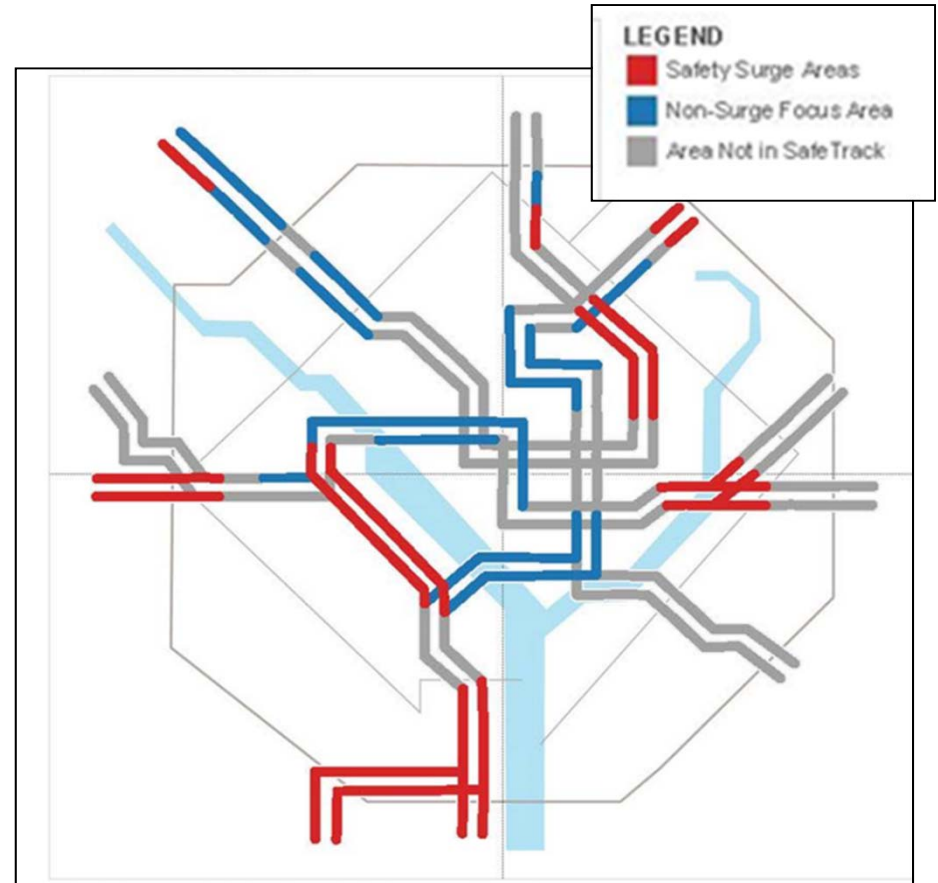 LEGEND
Safety Surge Areas
Non-Surge Focus Area
Area Not in SafeTrack